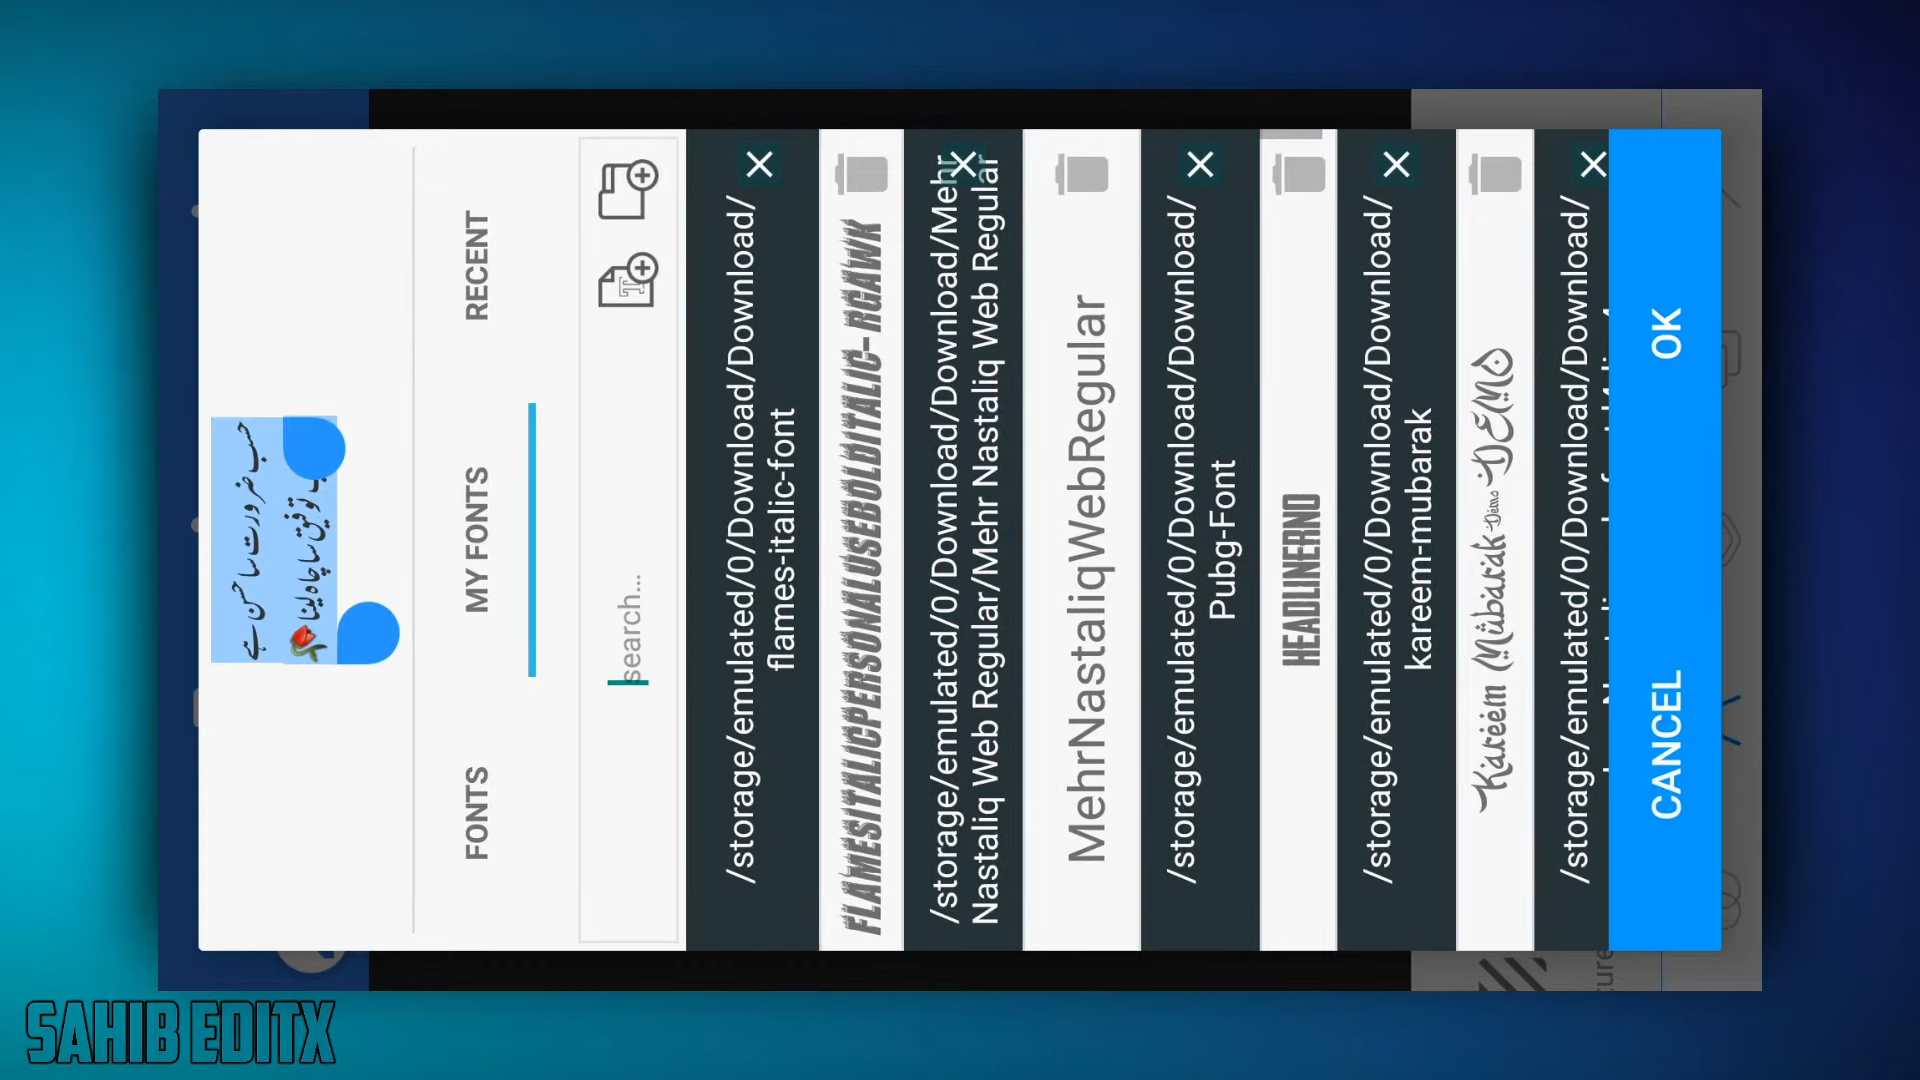 حسب ضرورت سا حسن ہے
توفیق سا چاہ لینا
FONTS
MY FONTS
RECENT
search...
/storage/emulated/0/Download/Download/
flames-italic-font
FLAMESITALICPERSONALUSEBOLDITALIC- RGAWK
/storage/emulated/0/Download/Download/Mehr
Nastaliq Web Regular/Mehr Nastaliq Web Regular
MehrNastaliqWebRegular
/storage/emulated/0/Download/Download/
Pubg-Font
HEADLINERNO
/storage/emulated/0/Download/Download/
kareem-mubarak
Kareem Mubarak Demo DEMO
/storage/emulated/0/Download/Download/
CANCEL
OK
SAHIB EDITX